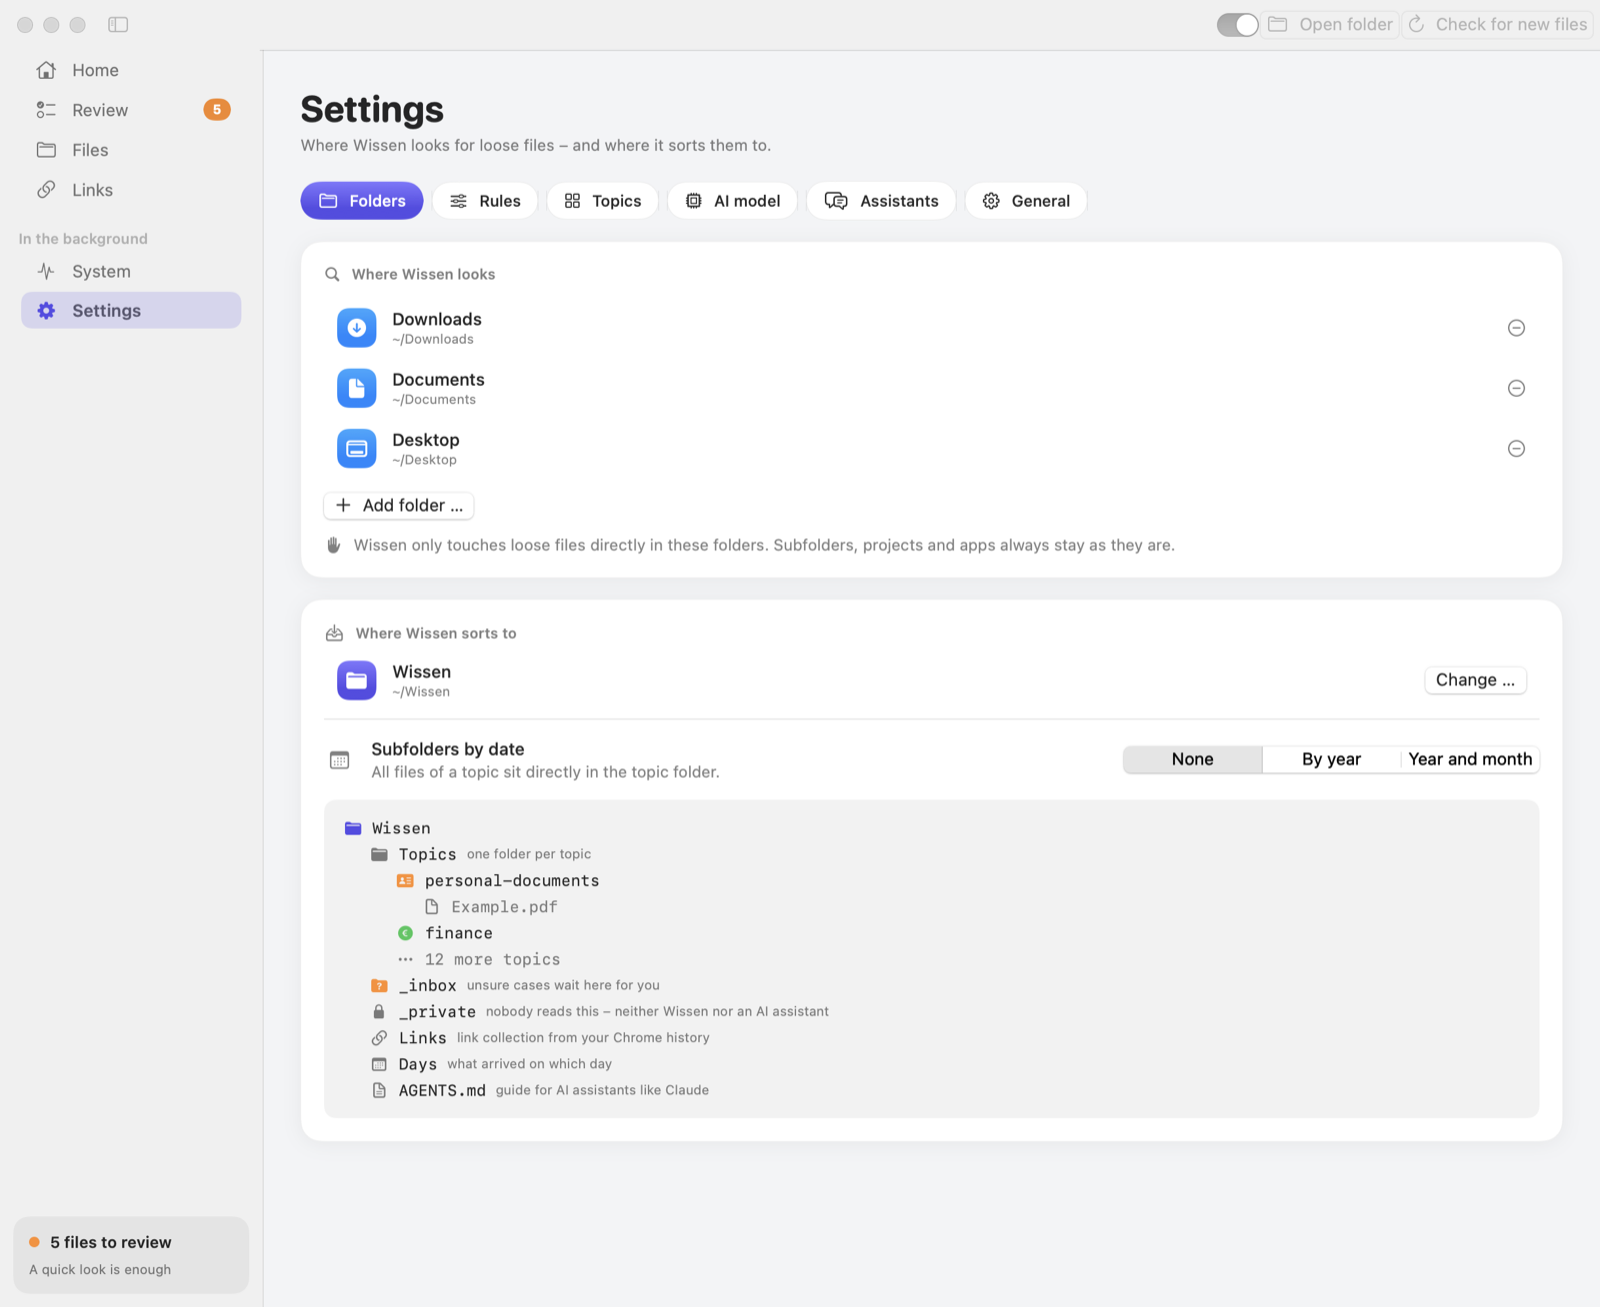 Open folder
Check for new files
Home
Review
5
Files
Links
In the background
System
Settings
5 files to review
A quick look is enough
Settings
Where Wissen looks for loose files – and where it sorts them to.
Folders
Rules
Topics
AI model
Assistants
General
Where Wissen looks
Downloads
~/Downloads
Documents
~/Documents
Desktop
~/Desktop
Add folder ...
Wissen only touches loose files directly in these folders. Subfolders, projects and apps always stay as they are.
Where Wissen sorts to
Wissen
~/Wissen
Change ...
Subfolders by date
All files of a topic sit directly in the topic folder.
None
By year
Year and month
Wissen
Topics one folder per topic
personal-documents
Example.pdf
finance
12 more topics
_inbox unsure cases wait here for you
_private nobody reads this – neither Wissen nor an AI assistant
Links link collection from your Chrome history
Days what arrived on which day
AGENTS.md guide for AI assistants like Claude